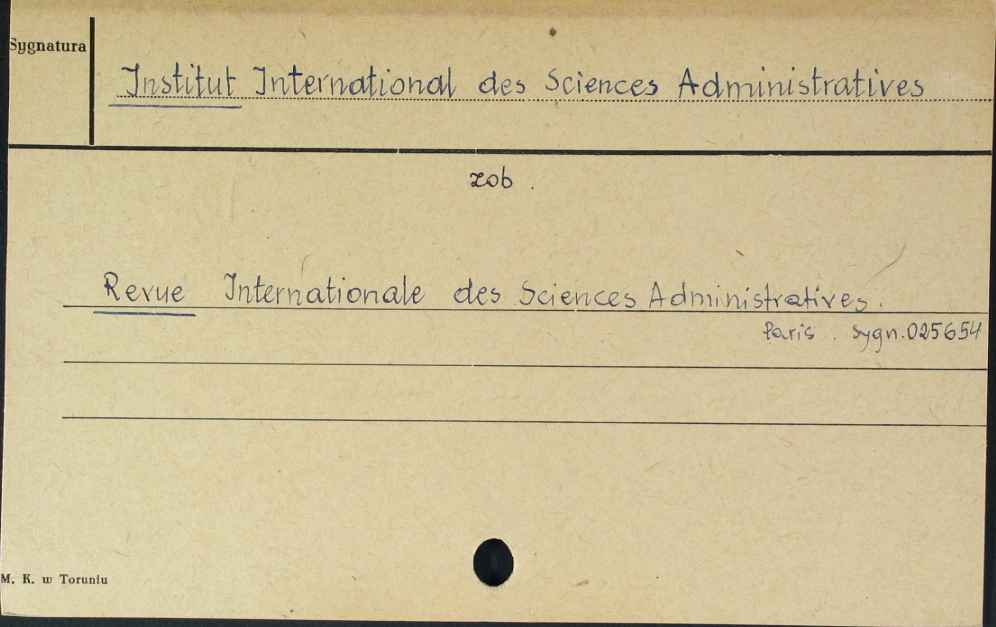 Sygnatura
Institut International des Sciences Administratives
zob.
Revue Internationale des Sciences Administratives.
Paris. sygn. 025654
M. K. w Toruniu